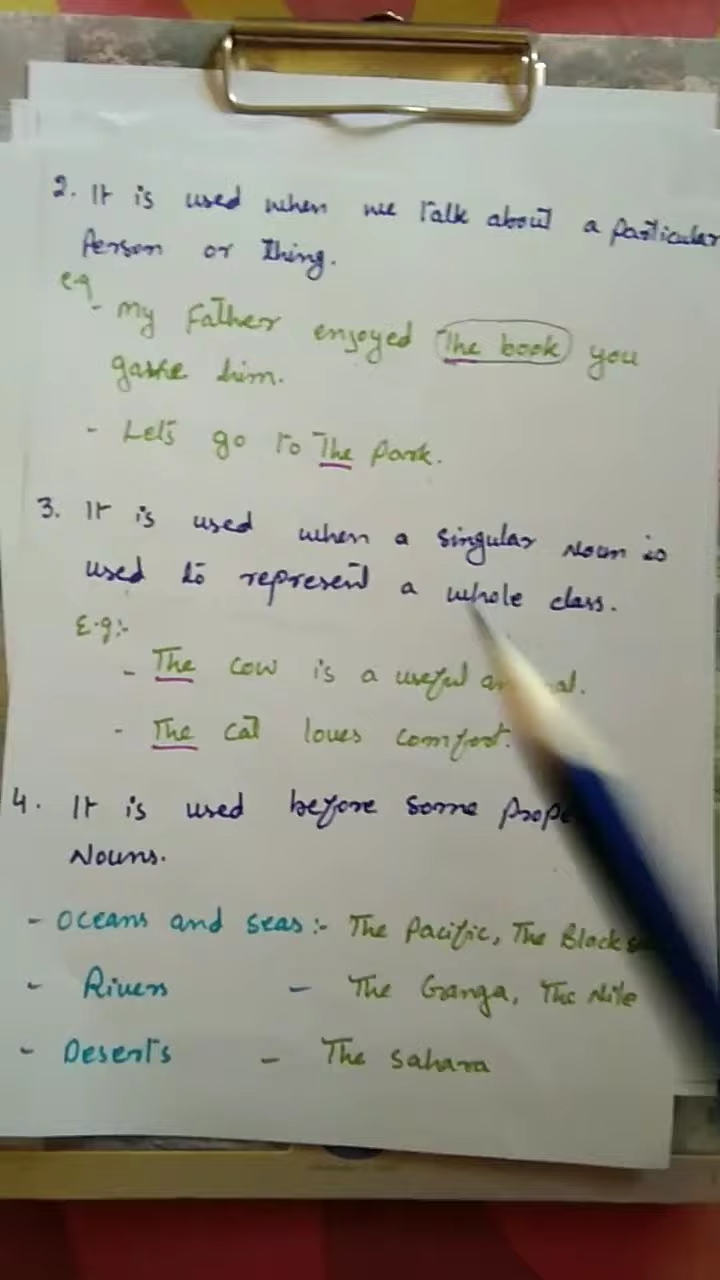 2. It is used when we talk about a particular
Person or Thing.
e.g
- My Father enjoyed The book you
gave him.
- Let's go to The Park.
3. It is used when a singular Noun is
used to represent a whole class.
E.g:-
- The cow is a useful
- The cat loves comfort.
4. It is used before some
Nouns.
- Oceans and seas:- The Pacific, The Black
- Rivers - The Ganga, The Nile
- Deserts - The Sahara